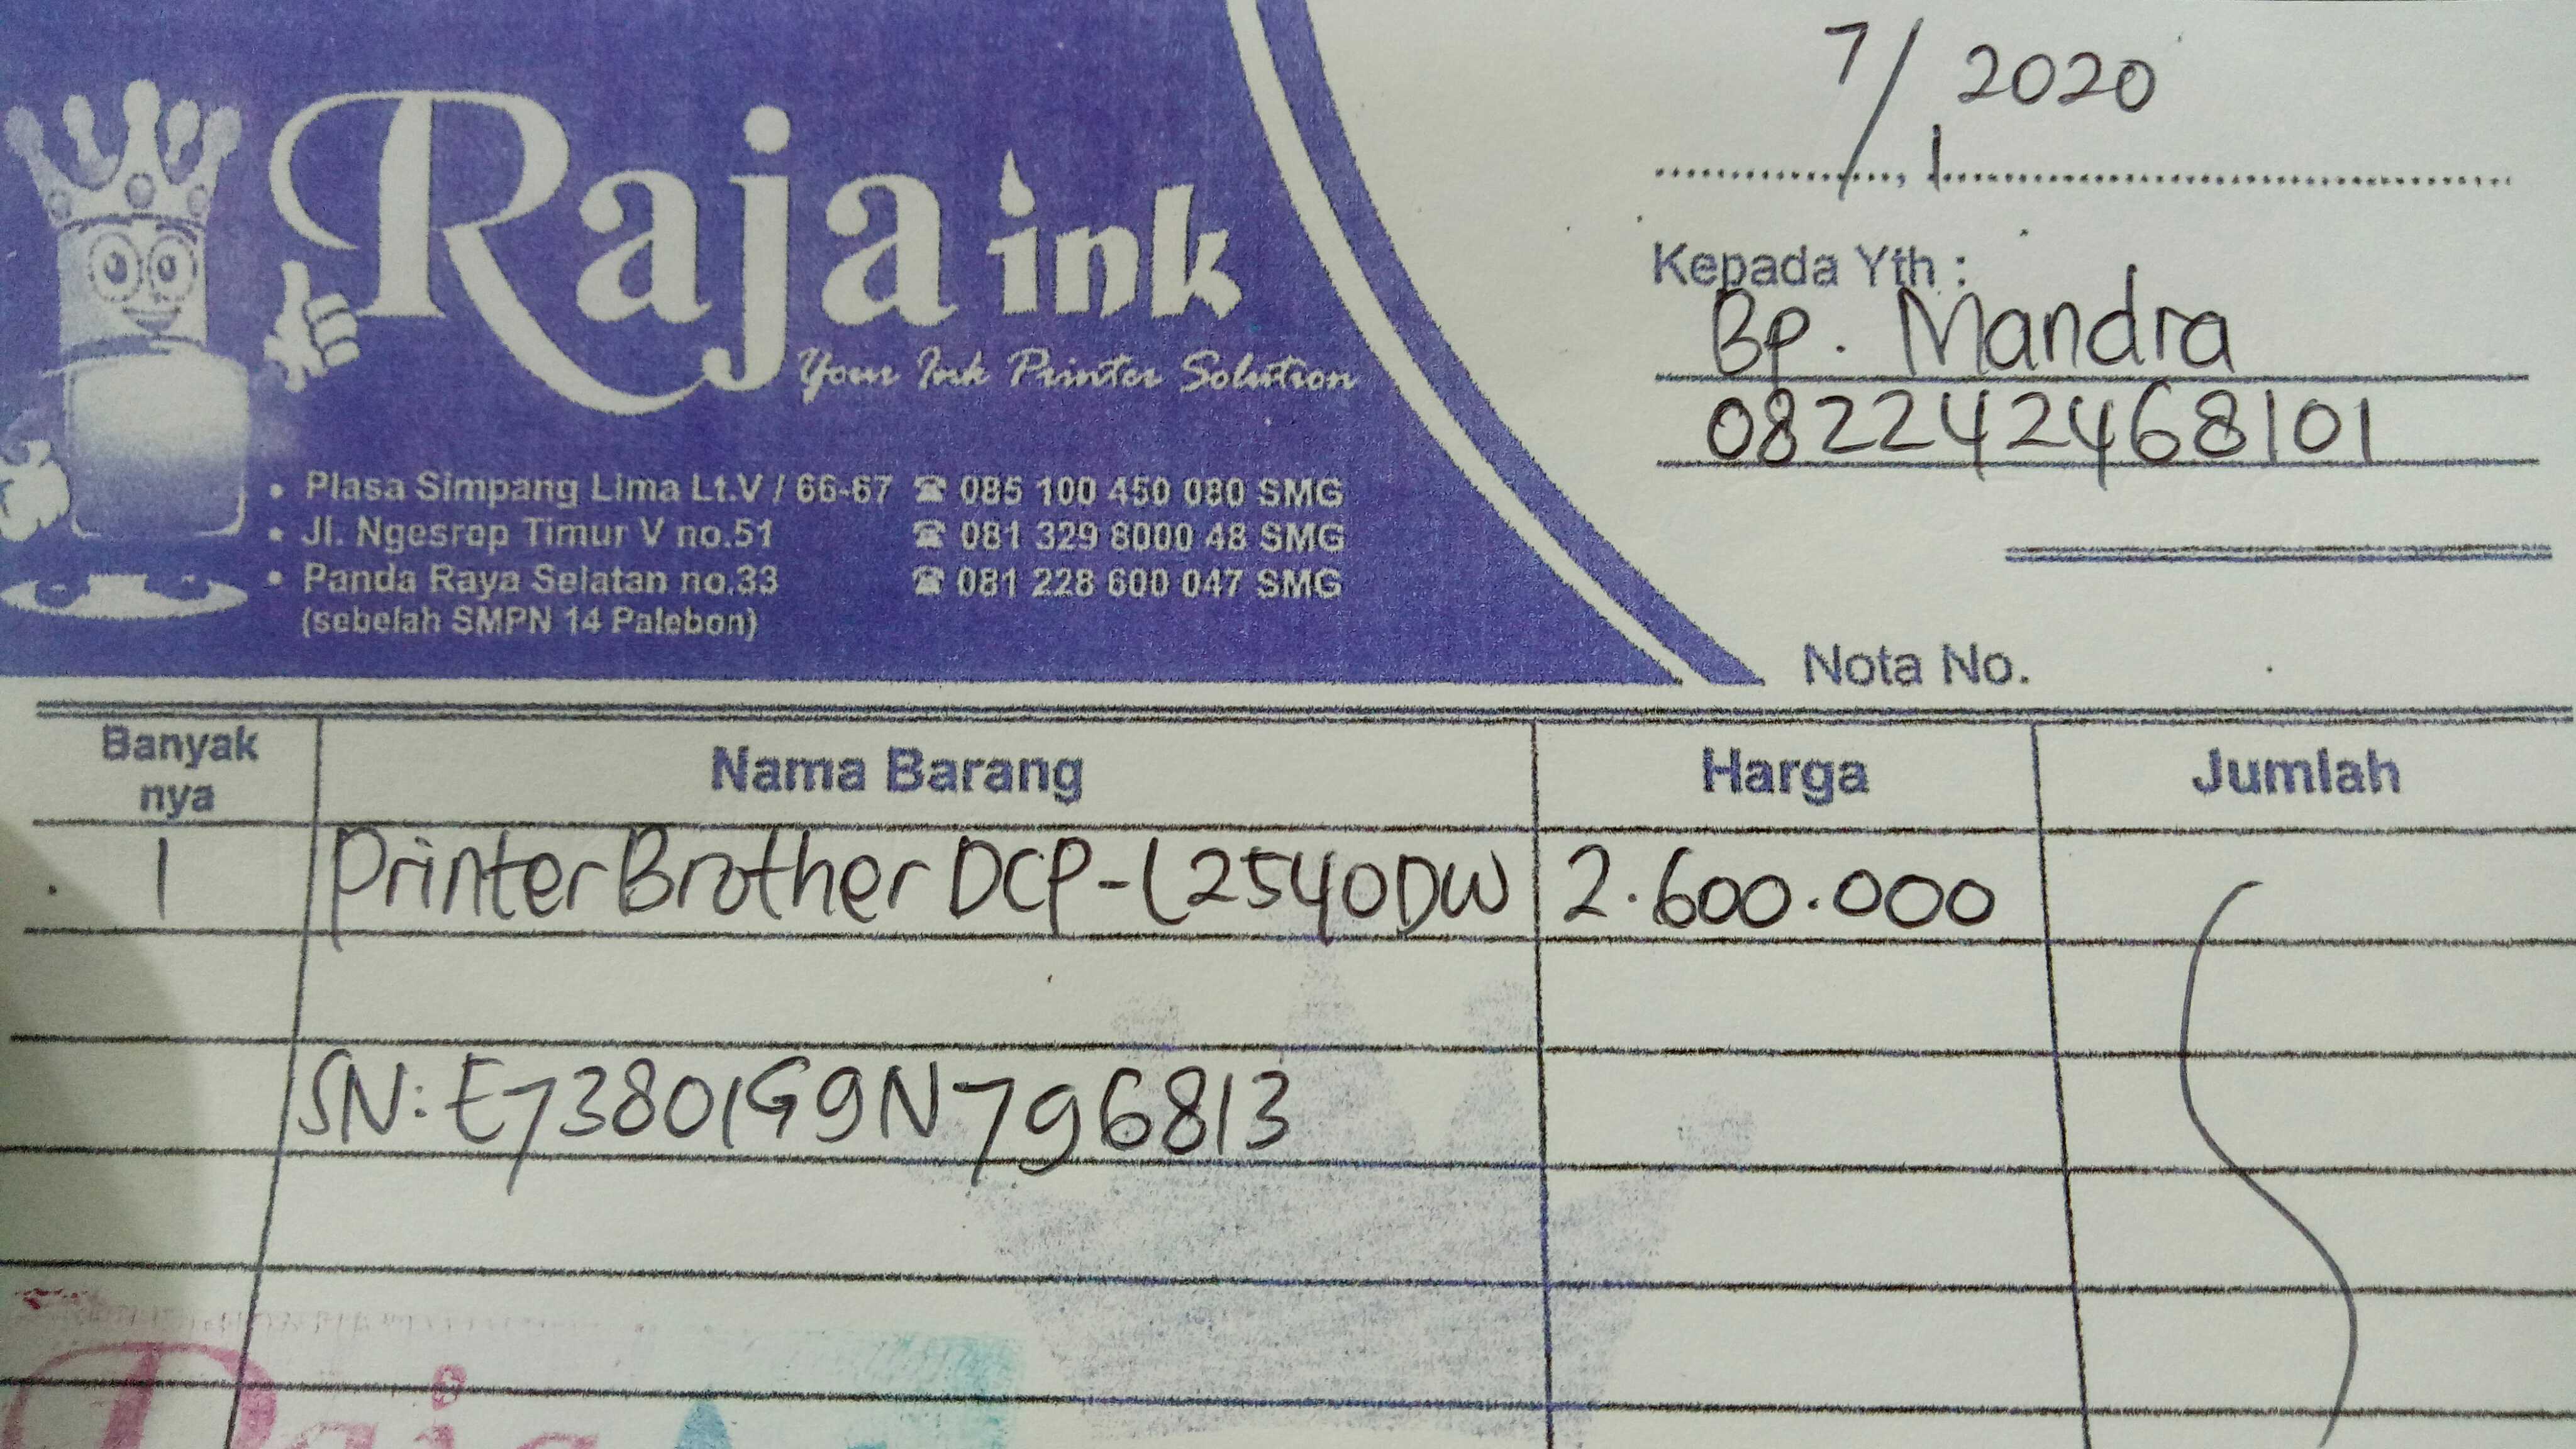 Raja ink
Your Ink Printer Solution
• Plasa Simpang Lima Lt.V / 66-67 ☎ 085 100 450 080 SMG
• Jl. Ngesrep Timur V no.51 ☎ 081 329 8000 48 SMG
• Panda Raya Selatan no.33 ☎ 081 228 600 047 SMG
(sebelah SMPN 14 Palebon)
7/1 2020
Kepada Yth :
Bp. Mandra
082242468101
Nota No.
Banyak
nya
Nama Barang Harga Jumlah
1 Printer Brother DCP-L2540DW 2.600.000
SN: E73801G9N796813
Raja